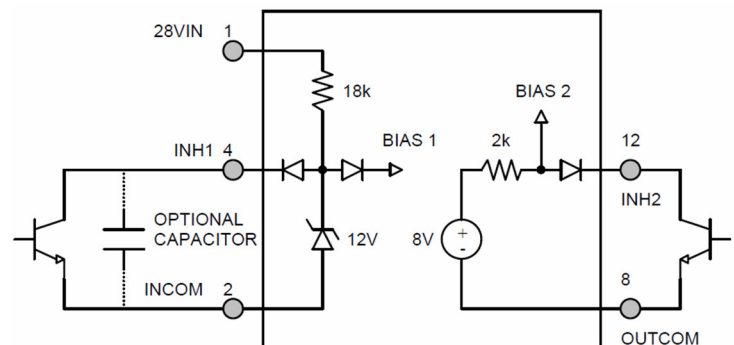 28VIN 1
18k
BIAS 2
INH1 4
BIAS 1
2k
12
INH2
OPTIONAL
CAPACITOR
12V
8V
+
-
INCOM 2
8
OUTCOM